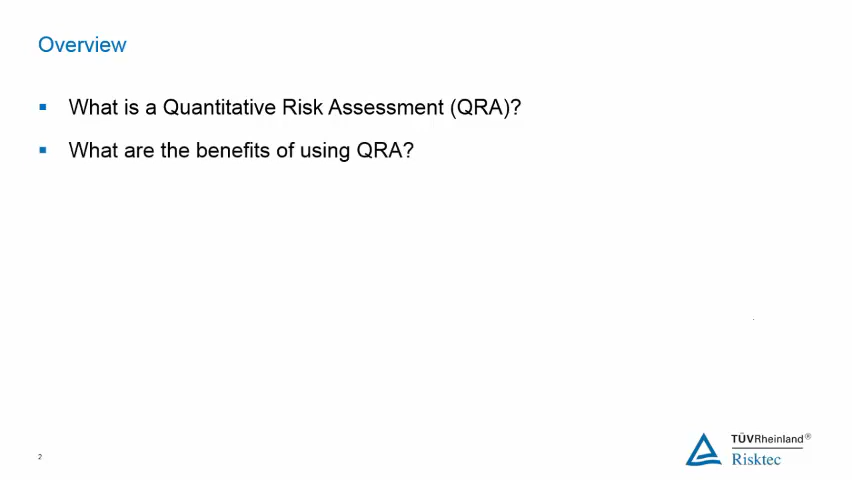 Overview
▪ What is a Quantitative Risk Assessment (QRA)?
▪ What are the benefits of using QRA?
2
TÜVRheinland®
Risktec